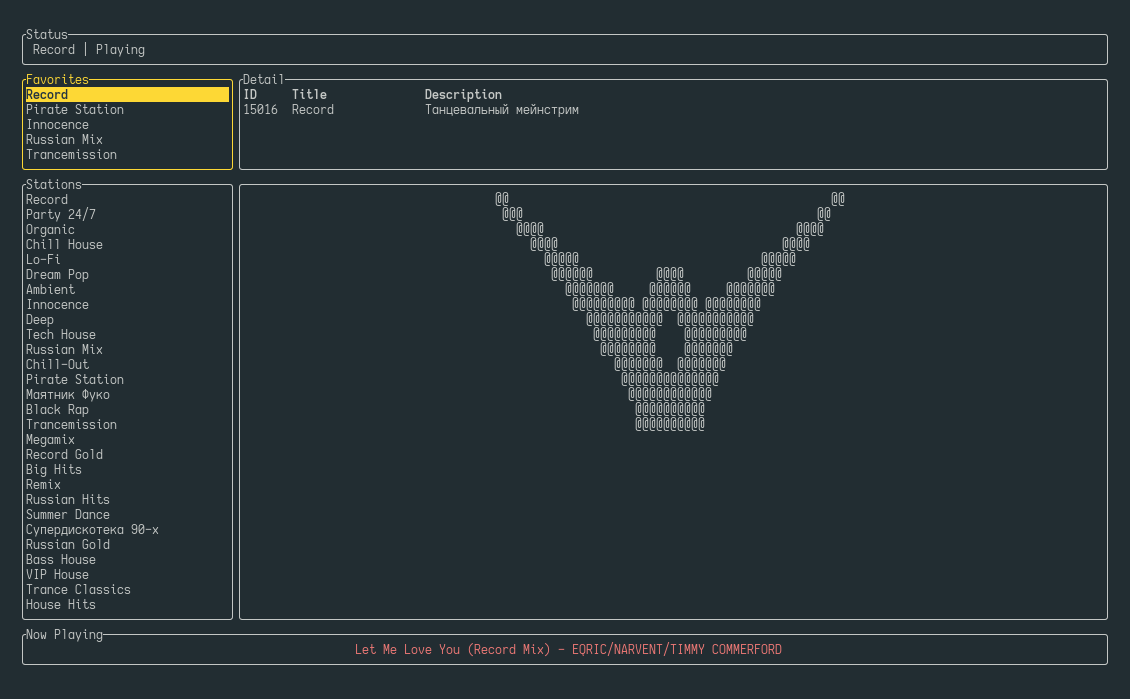 Status
Record | Playing
Favorites
Record
Pirate Station
Innocence
Russian Mix
Trancemission
Detail
ID Title Description
15016 Record Танцевальный мейнстрим
Stations
Record
Party 24/7
Organic
Chill House
Lo-Fi
Dream Pop
Ambient
Innocence
Deep
Tech House
Russian Mix
Chill-Out
Pirate Station
Маятник Фуко
Black Rap
Trancemission
Megamix
Record Gold
Big Hits
Remix
Russian Hits
Summer Dance
Супердискотека 90-х
Russian Gold
Bass House
VIP House
Trance Classics
House Hits
@@ @@
@@@ @@
@@@@ @@@@
@@@@ @@@@
@@@@@ @@@@@
@@@@@@ @@@@ @@@@@
@@@@@@@ @@@@@@ @@@@@@@
@@@@@@@@@ @@@@@@@@ @@@@@@@@
@@@@@@@@@@@ @@@@@@@@@@@
@@@@@@@@@ @@@@@@@@@
@@@@@@@@ @@@@@@@
@@@@@@@ @@@@@@@
@@@@@@@@@@@@@@
@@@@@@@@@@@@
@@@@@@@@@@
@@@@@@@@@@
Now Playing
Let Me Love You (Record Mix) - EQRIC/NARVENT/TIMMY COMMERFORD